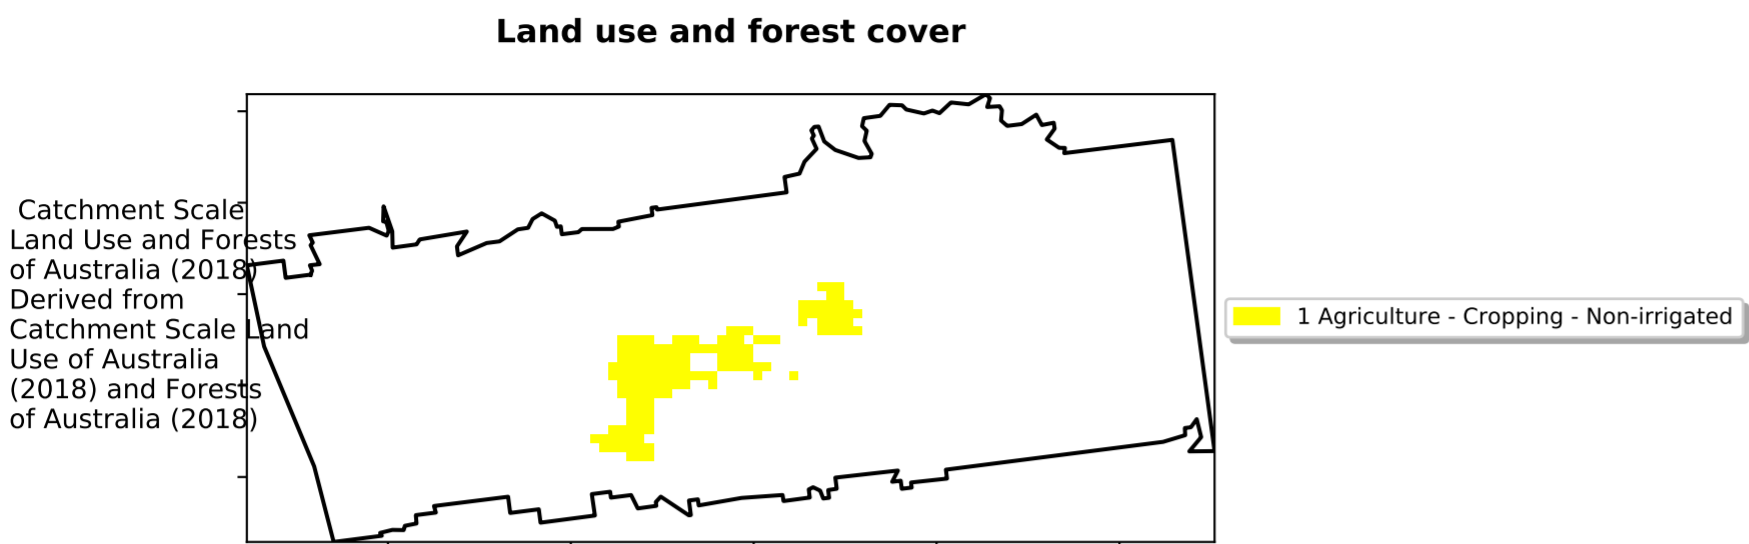 Land use and forest cover
Catchment Scale
Land Use and Forests
of Australia (2018)
Derived from
Catchment Scale Land
Use of Australia
(2018) and Forests
of Australia (2018)
1 Agriculture - Cropping - Non-irrigated